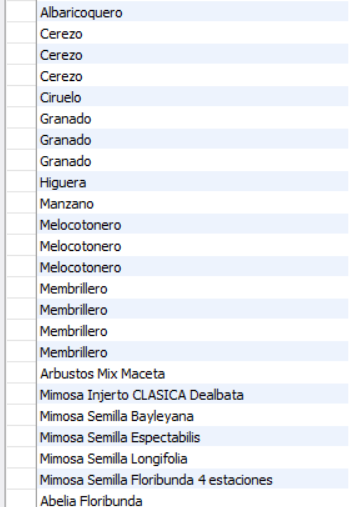 Albaricoquero
Cerezo
Cerezo
Cerezo
Ciruelo
Granado
Granado
Granado
Higuera
Manzano
Melocotonero
Melocotonero
Melocotonero
Membrillero
Membrillero
Membrillero
Membrillero
Arbustos Mix Maceta
Mimosa Injerto CLASICA Dealbata
Mimosa Semilla Bayleyana
Mimosa Semilla Espectabilis
Mimosa Semilla Longifolia
Mimosa Semilla Floribunda 4 estaciones
Abelia Floribunda